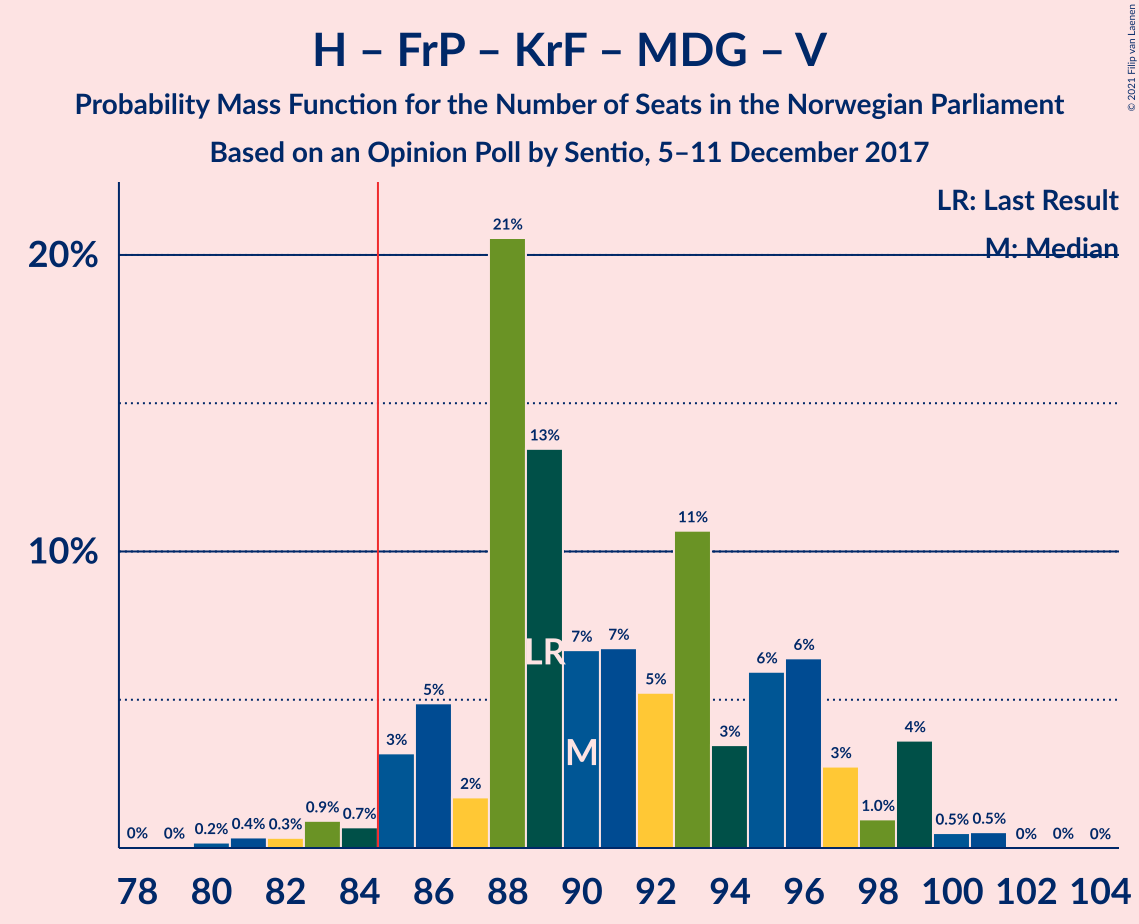 H – FrP – KrF – MDG – V
Probability Mass Function for the Number of Seats in the Norwegian Parliament
Based on an Opinion Poll by Sentio, 5–11 December 2017
© 2021 Filip van Laenen
LR: Last Result
M: Median
20%
10%
0% 0% 0.2% 0.4% 0.3% 0.9% 0.7% 3% 5% 2% 21% 13% 7% 7% 5% 11% 3% 6% 6% 3% 1.0% 4% 0.5% 0.5% 0% 0% 0%
LR
M
78 80 82 84 86 88 90 92 94 96 98 100 102 104